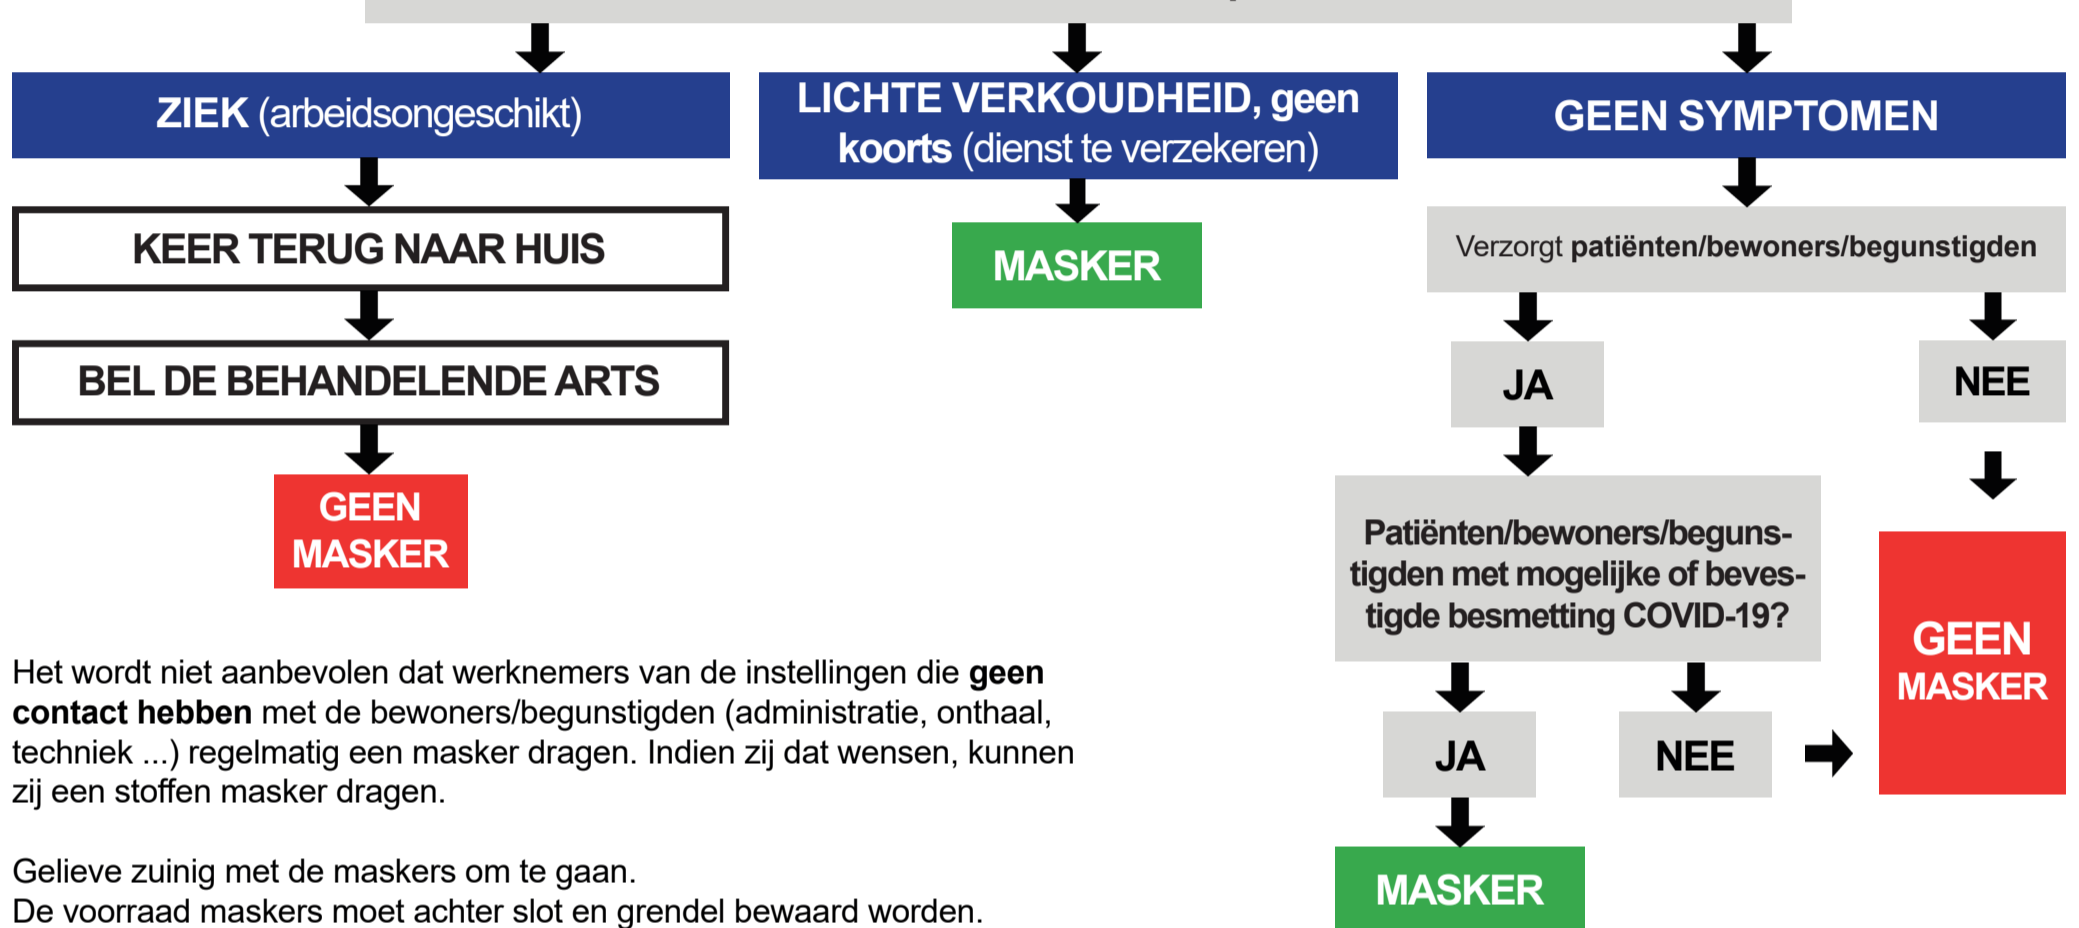 ZIEK (arbeidsongeschikt)
KEER TERUG NAAR HUIS
BEL DE BEHANDELENDE ARTS
GEEN
MASKER
LICHTE VERKOUDHEID, geen
koorts (dienst te verzekeren)
MASKER
GEEN SYMPTOMEN
Verzorgt patiënten/bewoners/begunstigden
JA
NEE
Patiënten/bewoners/beguns-
tigden met mogelijke of beves-
tigde besmetting COVID-19?
JA
NEE
GEEN
MASKER
MASKER
Het wordt niet aanbevolen dat werknemers van de instellingen die geen
contact hebben met de bewoners/begunstigden (administratie, onthaal,
techniek ...) regelmatig een masker dragen. Indien zij dat wensen, kunnen
zij een stoffen masker dragen.
Gelieve zuinig met de maskers om te gaan.
De voorraad maskers moet achter slot en grendel bewaard worden.